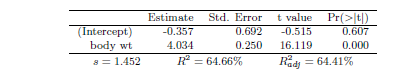 Estimate Std. Error t value Pr(>|t|)
(Intercept) -0.357 0.692 -0.515 0.607
body wt 4.034 0.250 16.119 0.000
s = 1.452 R² = 64.66% R²adj = 64.41%